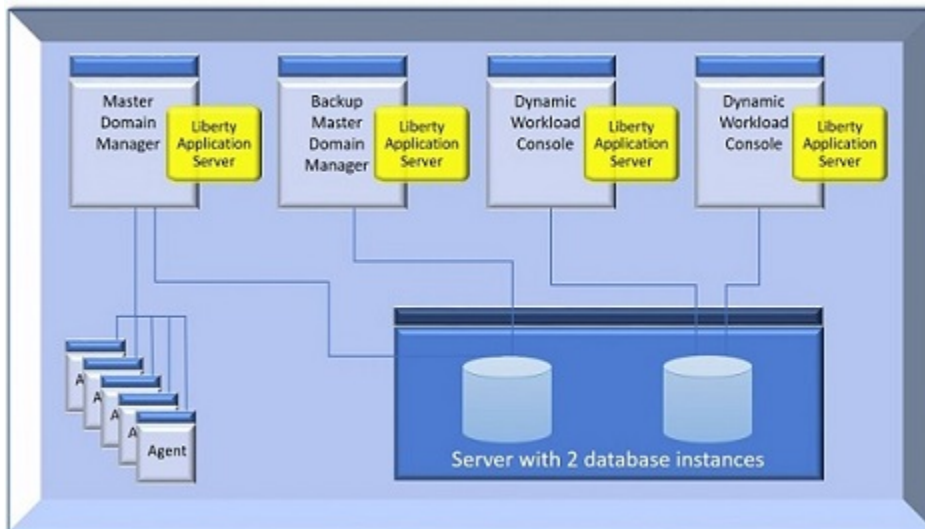 Master
Domain
Manager
Liberty
Application
Server
Backup
Master
Domain
Manager
Liberty
Application
Server
Dynamic
Workload
Console
Liberty
Application
Server
Dynamic
Workload
Console
Liberty
Application
Server
A
A
A
A
Agent
Server with 2 database instances